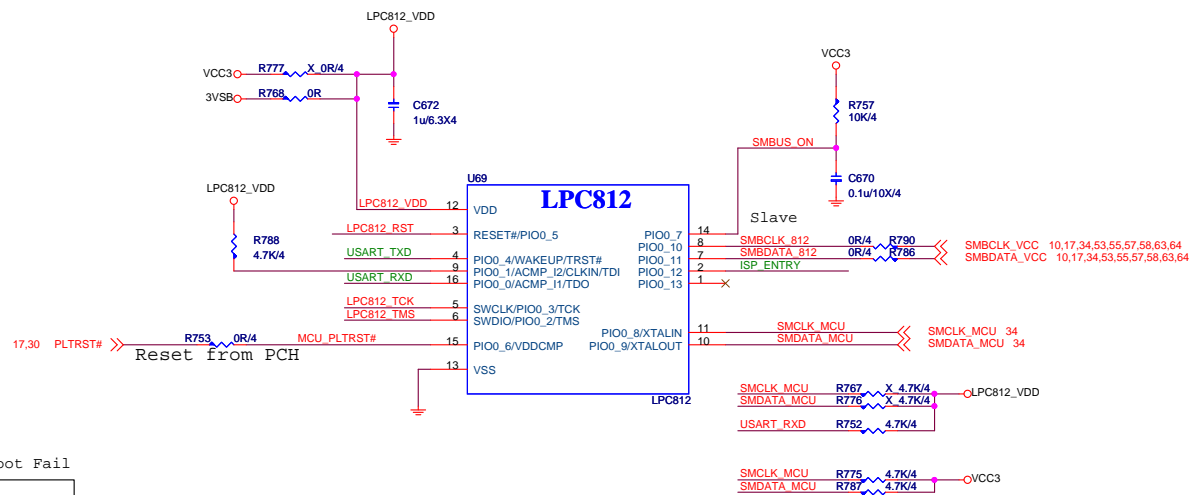 LPC812_VDD
VCC3 R777 X_0R/4
3VSB R768 0R
C672
1u/6.3X4
VCC3
R757
10K/4
SMBUS_ON
C670
0.1u/10X/4
LPC812_VDD
R788
4.7K/4
U69
LPC812
Slave
LPC812_VDD 12 VDD
LPC812_RST 3 RESET#/PIO0_5
USART_TXD 4 PIO0_4/WAKEUP/TRST#
9 PIO0_1/ACMP_I2/CLKIN/TDI
USART_RXD 16 PIO0_0/ACMP_I1/TDO
LPC812_TCK 5 SWCLK/PIO0_3/TCK
LPC812_TMS 6 SWDIO/PIO0_2/TMS
17,30 PLTRST# R753 0R/4 MCU_PLTRST# 15 PIO0_6/VDDCMP
Reset from PCH
13 VSS
PIO0_7 14
PIO0_10 8 SMBCLK_812 0R/4 R790 SMBCLK_VCC 10,17,34,53,55,57,58,63,64
PIO0_11 7 SMBDATA_812 0R/4 R786 SMBDATA_VCC 10,17,34,53,55,57,58,63,64
PIO0_12 2 ISP_ENTRY
PIO0_13 1
PIO0_8/XTALIN 11 SMCLK_MCU SMCLK_MCU 34
PIO0_9/XTALOUT 10 SMDATA_MCU SMDATA_MCU 34
LPC812
SMCLK_MCU R767 X_4.7K/4 LPC812_VDD
SMDATA_MCU R776 X_4.7K/4
USART_RXD R752 4.7K/4
oot Fail
SMCLK_MCU R775 4.7K/4 VCC3
SMDATA_MCU R787 4.7K/4